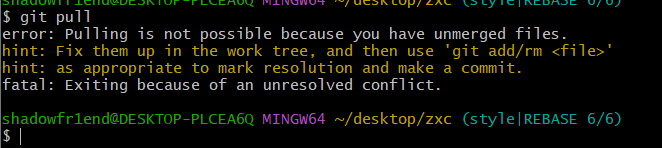 shadowfr1end@DESKTOP-PLCEA6Q MINGW64 ~/desktop/zxc (style|REBASE 6/6)
$ git pull
error: Pulling is not possible because you have unmerged files.
hint: Fix them up in the work tree, and then use 'git add/rm <file>'
hint: as appropriate to mark resolution and make a commit.
fatal: Exiting because of an unresolved conflict.
shadowfr1end@DESKTOP-PLCEA6Q MINGW64 ~/desktop/zxc (style|REBASE 6/6)
$